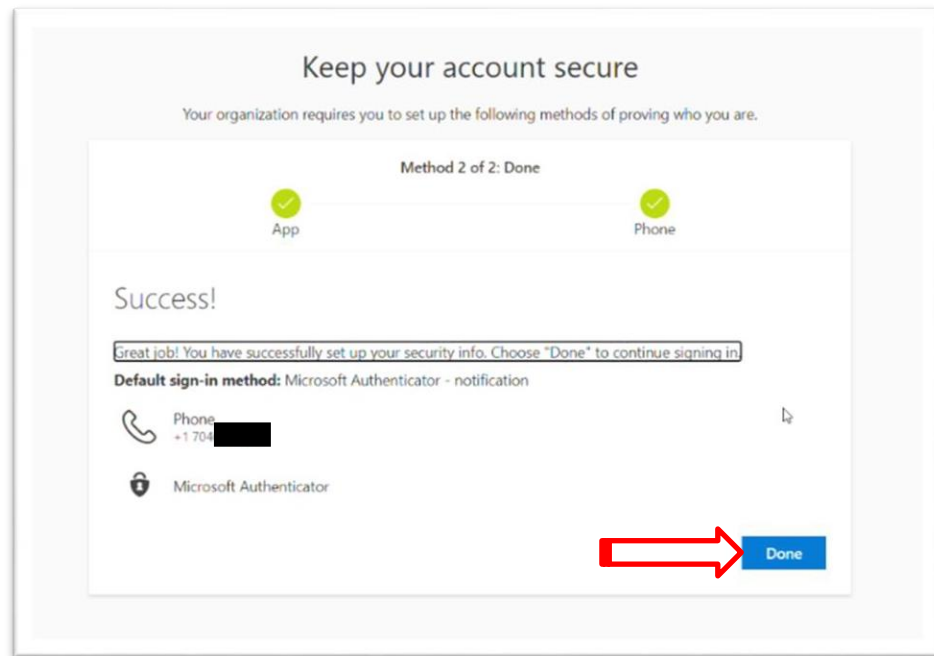 Keep your account secure
Your organization requires you to set up the following methods of proving who you are.
Method 2 of 2: Done
App
Phone
Success!
Great job! You have successfully set up your security info. Choose "Done" to continue signing in.
Default sign-in method: Microsoft Authenticator - notification
Phone
+1 704
Microsoft Authenticator
Done